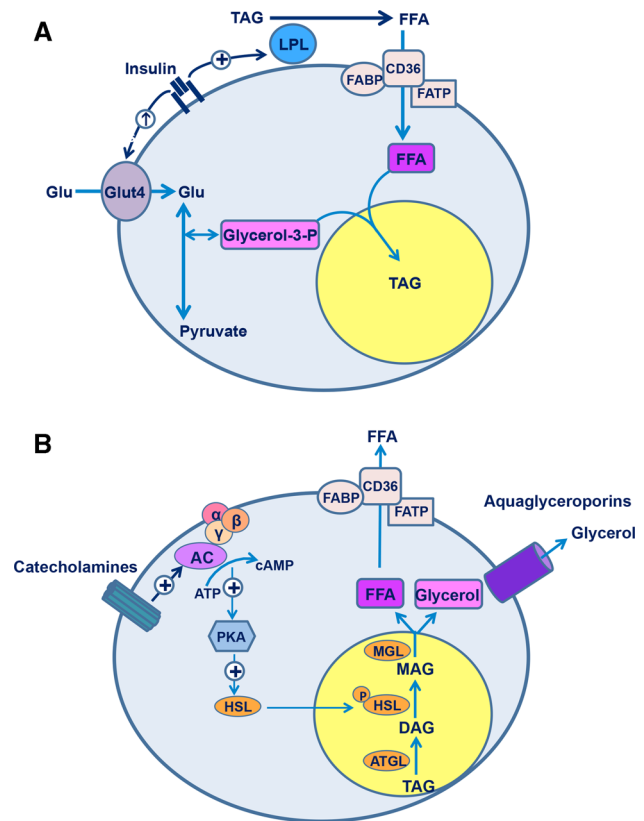 A
TAG
FFA
LPL
+
Insulin
FABP
CD36
FATP
↑
FFA
Glu
Glut4
Glu
Glycerol-3-P
TAG
Pyruvate
B
FFA
CD36
FABP
FATP
Aquaglyceroporins
Glycerol
α
β
γ
AC
Catecholamines
+
cAMP
ATP
+
FFA
Glycerol
PKA
MGL
MAG
+
P
HSL
HSL
DAG
ATGL
TAG